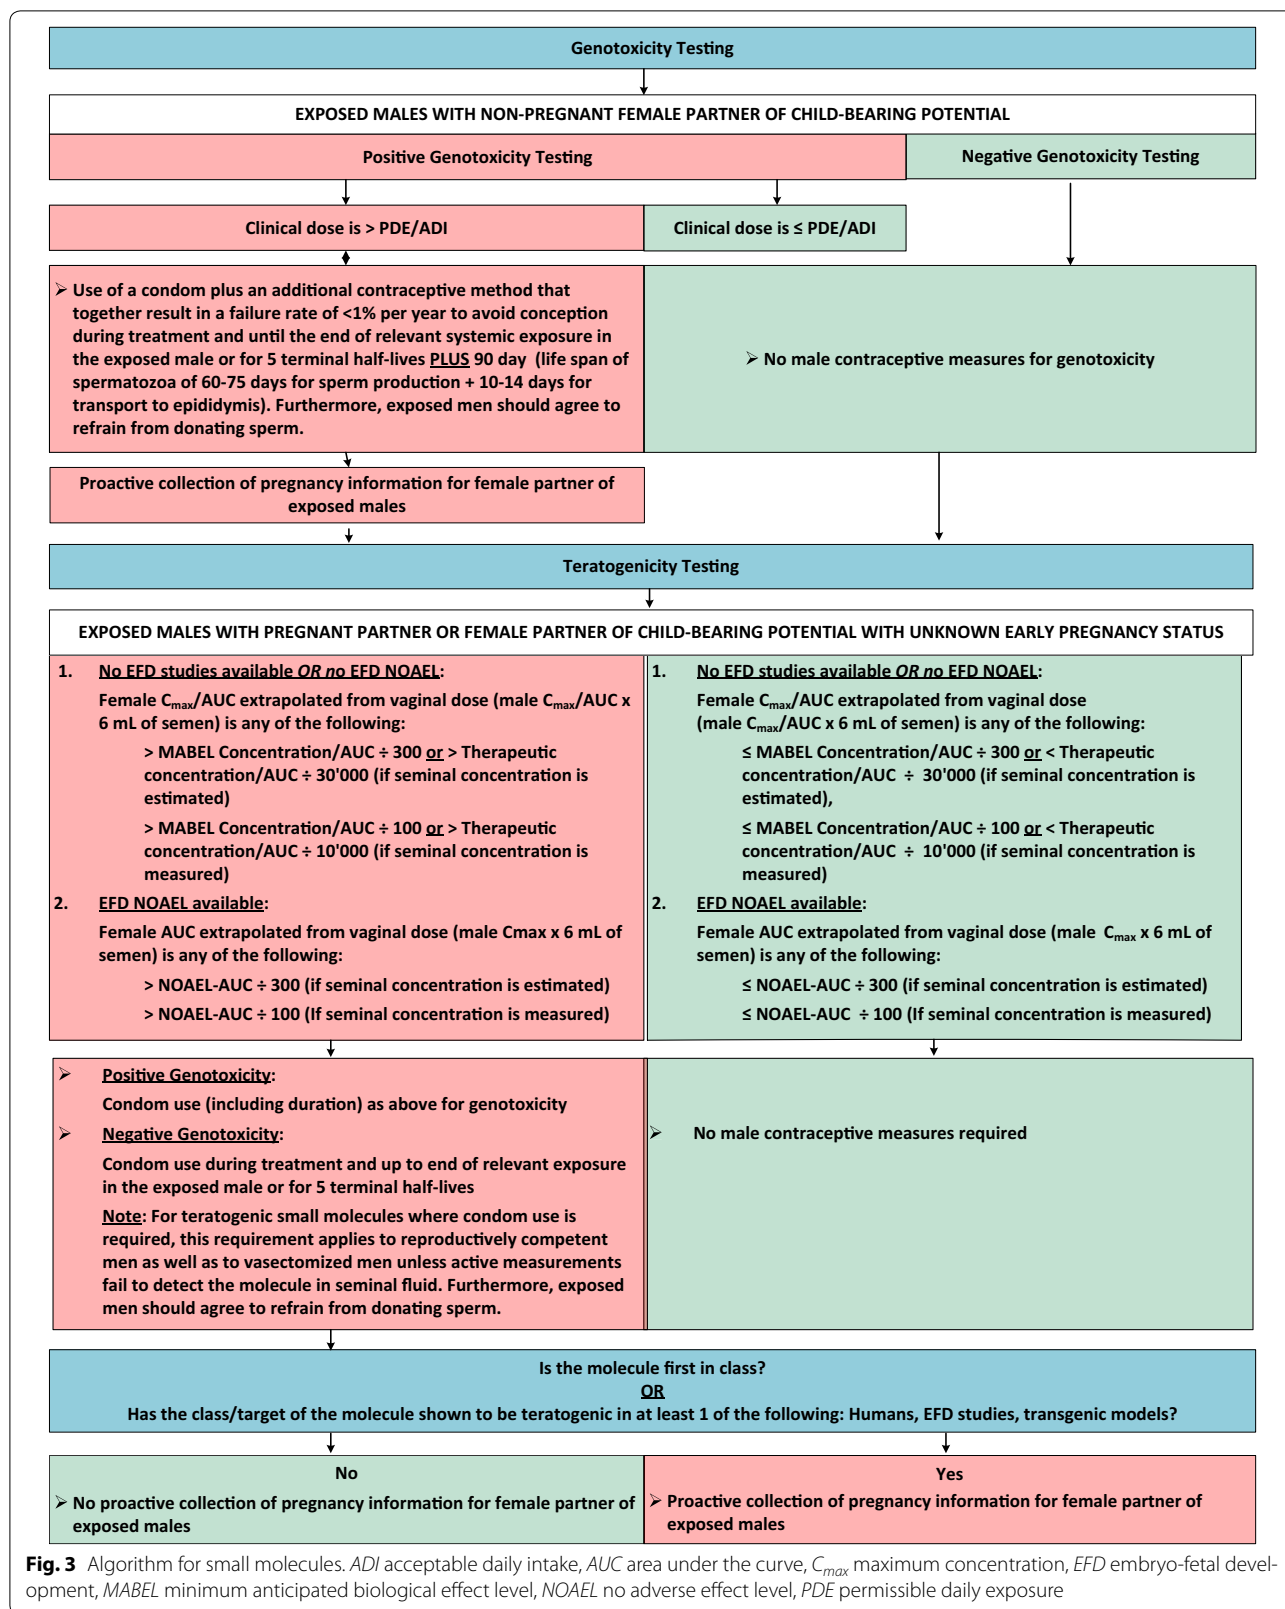 Genotoxicity Testing
EXPOSED MALES WITH NON-PREGNANT FEMALE PARTNER OF CHILD-BEARING POTENTIAL
Positive Genotoxicity Testing
Negative Genotoxicity Testing
Clinical dose is > PDE/ADI
Clinical dose is ≤ PDE/ADI
➢ Use of a condom plus an additional contraceptive method that
together result in a failure rate of <1% per year to avoid conception
during treatment and until the end of relevant systemic exposure in
the exposed male or for 5 terminal half-lives PLUS 90 day (life span of
spermatozoa of 60-75 days for sperm production + 10-14 days for
transport to epididymis). Furthermore, exposed men should agree to
refrain from donating sperm.
➢ No male contraceptive measures for genotoxicity
Proactive collection of pregnancy information for female partner of
exposed males
Teratogenicity Testing
EXPOSED MALES WITH PREGNANT PARTNER OR FEMALE PARTNER OF CHILD-BEARING POTENTIAL WITH UNKNOWN EARLY PREGNANCY STATUS
1. No EFD studies available OR no EFD NOAEL:
Female Cmax/AUC extrapolated from vaginal dose (male Cmax/AUC x
6 mL of semen) is any of the following:
> MABEL Concentration/AUC ÷ 300 or > Therapeutic
concentration/AUC ÷ 30'000 (if seminal concentration is
estimated)
> MABEL Concentration/AUC ÷ 100 or > Therapeutic
concentration/AUC ÷ 10'000 (if seminal concentration is
measured)
2. EFD NOAEL available:
Female AUC extrapolated from vaginal dose (male Cmax x 6 mL of
semen) is any of the following:
> NOAEL-AUC ÷ 300 (if seminal concentration is estimated)
> NOAEL-AUC ÷ 100 (If seminal concentration is measured)
1. No EFD studies available OR no EFD NOAEL:
Female Cmax/AUC extrapolated from vaginal dose
(male Cmax/AUC x 6 mL of semen) is any of the following:
≤ MABEL Concentration/AUC ÷ 300 or < Therapeutic
concentration/AUC ÷ 30'000 (if seminal concentration is
estimated),
≤ MABEL Concentration/AUC ÷ 100 or < Therapeutic
concentration/AUC ÷ 10'000 (if seminal concentration is
measured)
2. EFD NOAEL available:
Female AUC extrapolated from vaginal dose (male Cmax x 6 mL of
semen) is any of the following:
≤ NOAEL-AUC ÷ 300 (if seminal concentration is estimated)
≤ NOAEL-AUC ÷ 100 (If seminal concentration is measured)
➢ Positive Genotoxicity:
Condom use (including duration) as above for genotoxicity
➢ Negative Genotoxicity:
Condom use during treatment and up to end of relevant exposure
in the exposed male or for 5 terminal half-lives
Note: For teratogenic small molecules where condom use is
required, this requirement applies to reproductively competent
men as well as to vasectomized men unless active measurements
fail to detect the molecule in seminal fluid. Furthermore, exposed
men should agree to refrain from donating sperm.
➢ No male contraceptive measures required
Is the molecule first in class?
OR
Has the class/target of the molecule shown to be teratogenic in at least 1 of the following: Humans, EFD studies, transgenic models?
No
➢ No proactive collection of pregnancy information for female partner of
exposed males
Yes
➢ Proactive collection of pregnancy information for female partner of
exposed males
Fig. 3 Algorithm for small molecules. ADI acceptable daily intake, AUC area under the curve, Cmax maximum concentration, EFD embryo-fetal devel-
opment, MABEL minimum anticipated biological effect level, NOAEL no adverse effect level, PDE permissible daily exposure